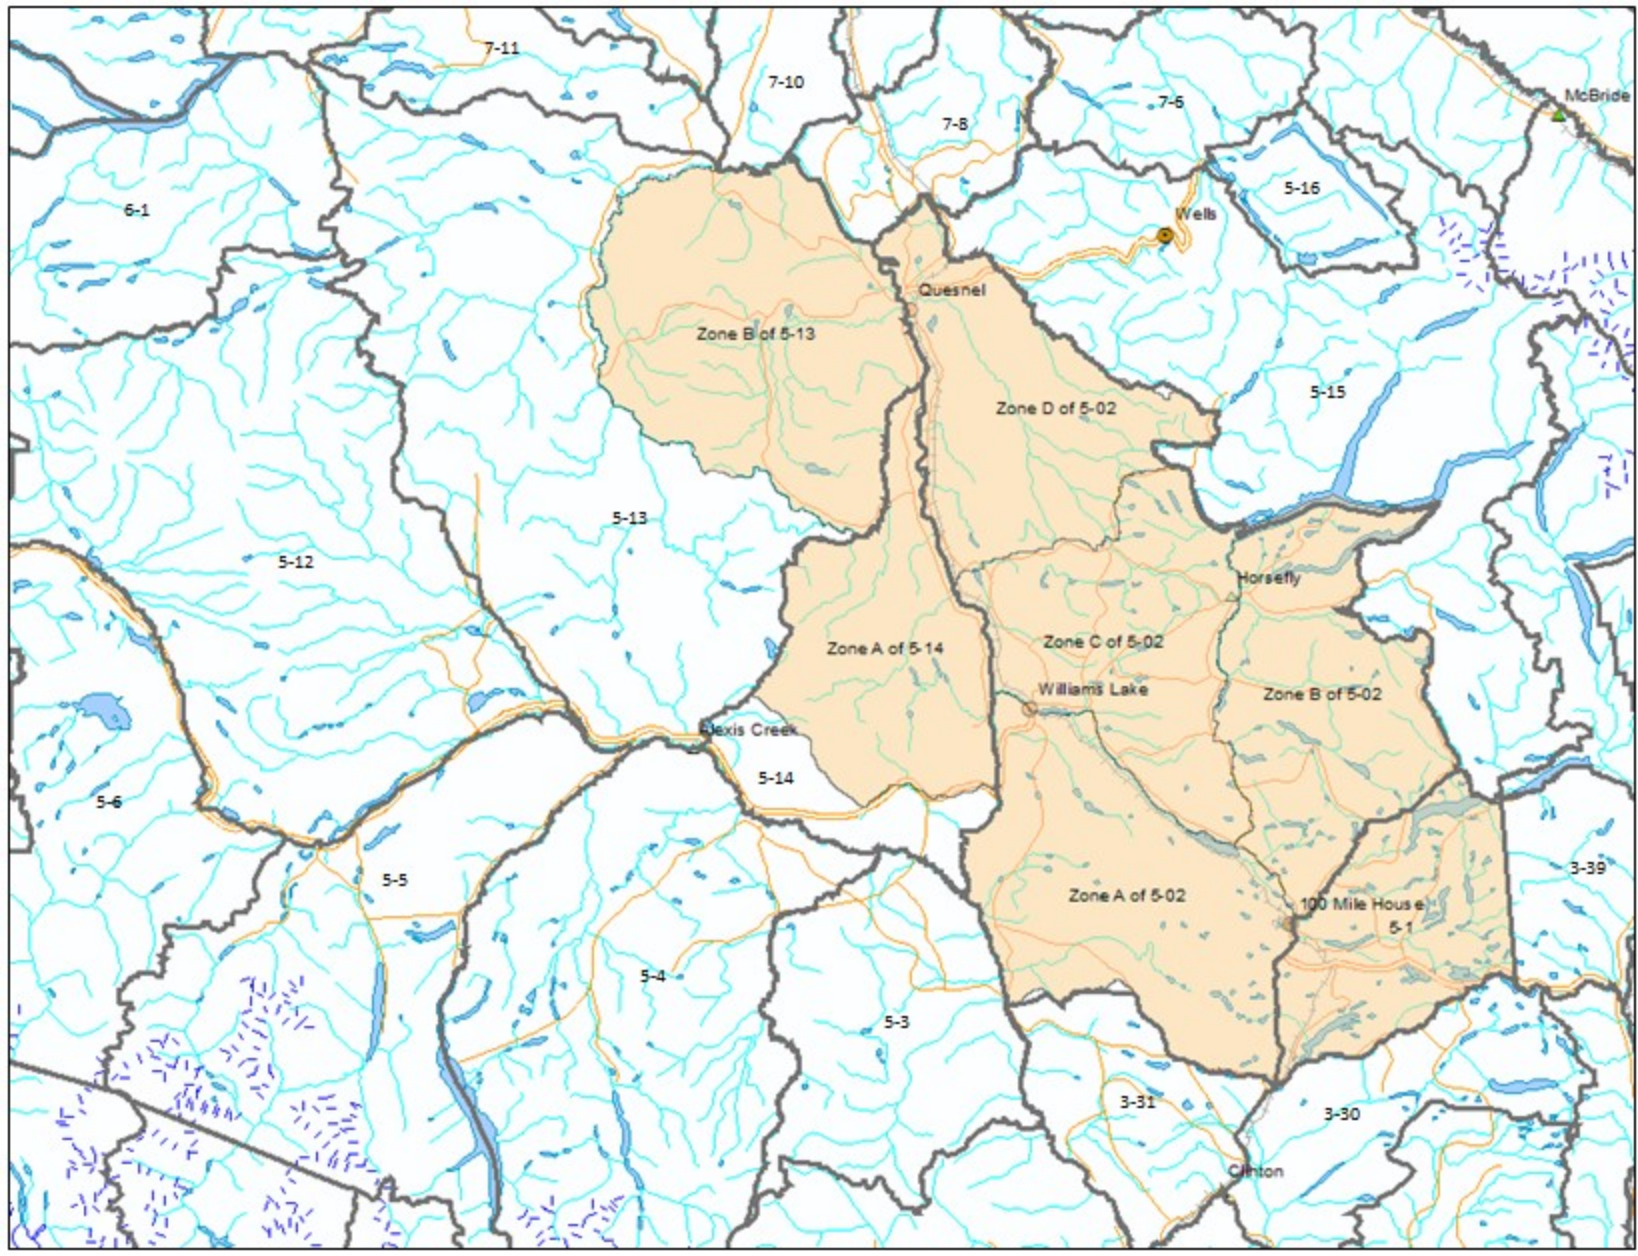 7-11
7-10
McBride
7-6
7-8
5-16
6-1
Wells
Quesnel
Zone B of 5-13
5-15
Zone D of 5-02
5-13
5-12
Horsefly
Zone C of 5-02
Zone A of 5-14
Williams Lake
Zone B of 5-02
Alexis Creek
5-14
5-6
3-39
5-5
Zone A of 5-02
100 Mile House
5-1
5-4
5-3
3-31
3-30
Clinton